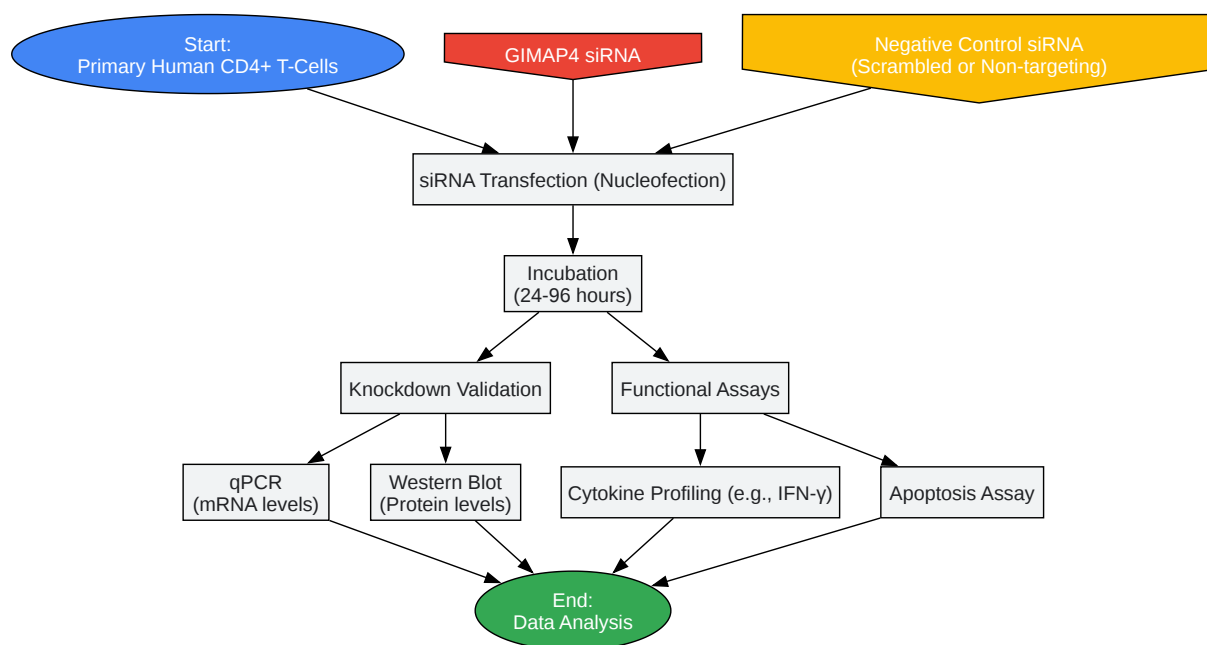 Start:
Primary Human CD4+ T-Cells
GIMAP4 siRNA
Negative Control siRNA
(Scrambled or Non-targeting)
siRNA Transfection (Nucleofection)
Incubation
(24-96 hours)
Knockdown Validation
Functional Assays
qPCR
(mRNA levels)
Western Blot
(Protein levels)
Cytokine Profiling (e.g., IFN-γ)
Apoptosis Assay
End:
Data Analysis